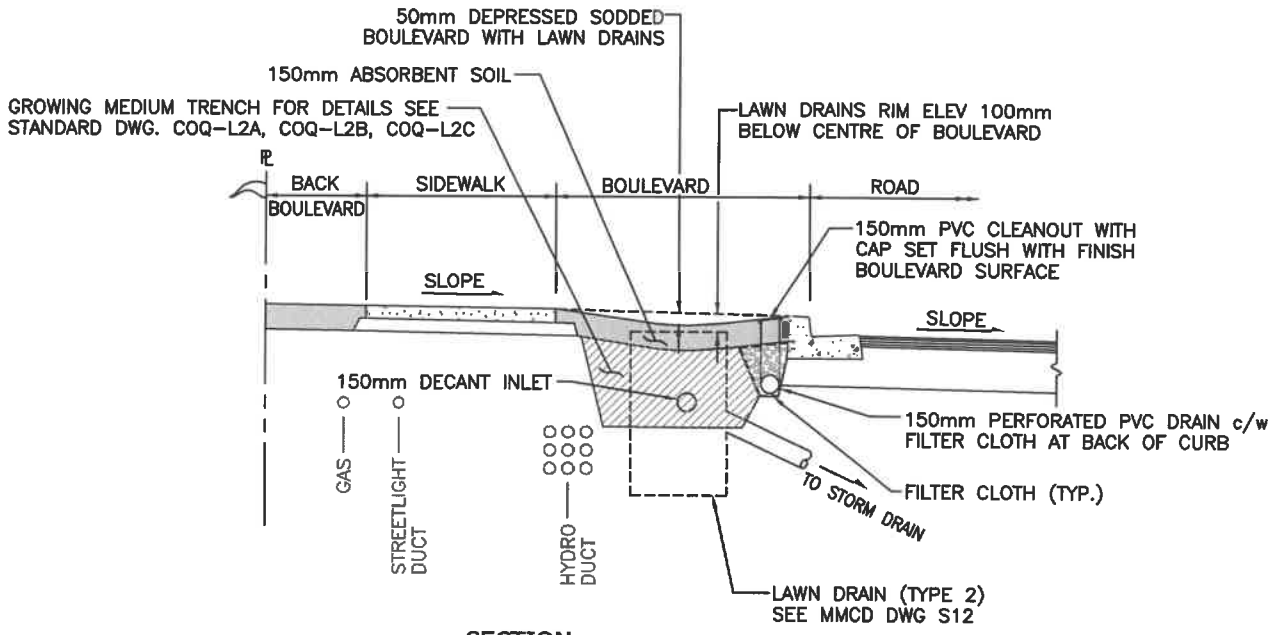 50mm DEPRESSED SODDED
BOULEVARD WITH LAWN DRAINS
150mm ABSORBENT SOIL
GROWING MEDIUM TRENCH FOR DETAILS SEE
STANDARD DWG. COQ-L2A, COQ-L2B, COQ-L2C
LAWN DRAINS RIM ELEV 100mm
BELOW CENTRE OF BOULEVARD
PL
BACK
BOULEVARD
SIDEWALK
BOULEVARD
ROAD
150mm PVC CLEANOUT WITH
CAP SET FLUSH WITH FINISH
BOULEVARD SURFACE
SLOPE
SLOPE
150mm DECANT INLET
150mm PERFORATED PVC DRAIN c/w
FILTER CLOTH AT BACK OF CURB
GAS
STREETLIGHT
DUCT
HYDRO
DUCT
TO STORM DRAIN
FILTER CLOTH (TYP.)
LAWN DRAIN (TYPE 2)
SEE MMCD DWG S12
SECTION